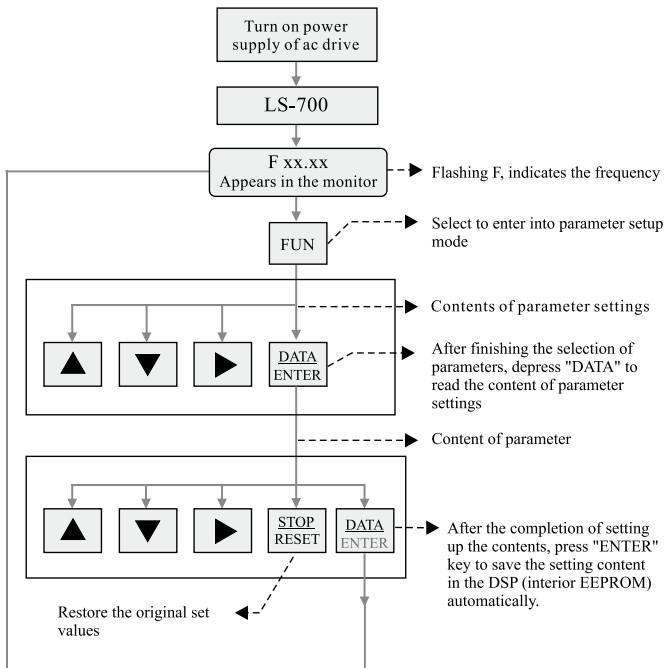 Turn on power
supply of ac drive
LS-700
F xx.xx
Appears in the monitor
Flashing F, indicates the frequency
FUN
Select to enter into parameter setup
mode
Contents of parameter settings
DATA
ENTER
After finishing the selection of
parameters, depress "DATA" to
read the content of parameter
settings
Content of parameter
STOP
RESET
DATA
ENTER
After the completion of setting
up the contents, press "ENTER"
key to save the setting content
in the DSP (interior EEPROM)
automatically.
Restore the original set
values